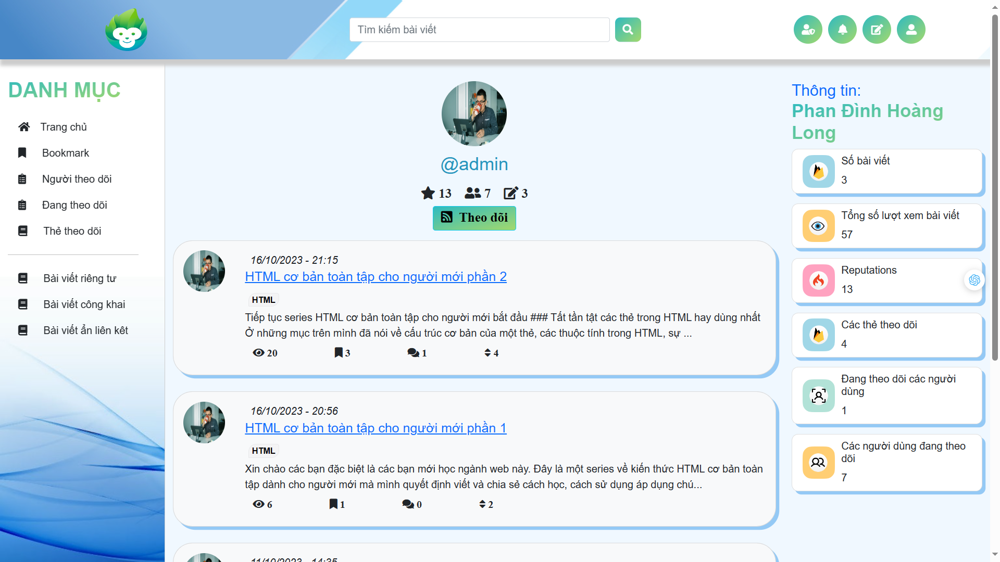 Tìm kiếm bài viết
DANH MỤC
Trang chủ
Bookmark
Người theo dõi
Đang theo dõi
Thẻ theo dõi
Bài viết riêng tư
Bài viết công khai
Bài viết ẩn liên kêt
@admin
13 7 3
Theo dõi
16/10/2023 - 21:15
HTML cơ bản toàn tập cho người mới phần 2
HTML
Tiếp tục series HTML cơ bản toàn tập cho người mới bắt đầu ### Tất tần tật các thẻ trong HTML hay dùng nhất
Ở những mục trên mình đã nói về cấu trúc cơ bản của một thẻ, các thuộc tính trong HTML, sự ...
20 3 1 4
16/10/2023 - 20:56
HTML cơ bản toàn tập cho người mới phần 1
HTML
Xin chào các bạn đặc biệt là các bạn mới học ngành web này. Đây là một series về kiến thức HTML cơ bản toàn
tập dành cho người mới mà mình quyết định viết và chia sẻ cách học, cách sử dụng áp dụng chú...
6 1 0 2
11/10/2023 - 14:35
Thông tin:
Phan Đình Hoàng
Long
Số bài viết
3
Tổng số lượt xem bài viết
57
Reputations
13
Các thẻ theo dõi
4
Đang theo dõi các người
dùng
1
Các người dùng đang theo
dõi
7